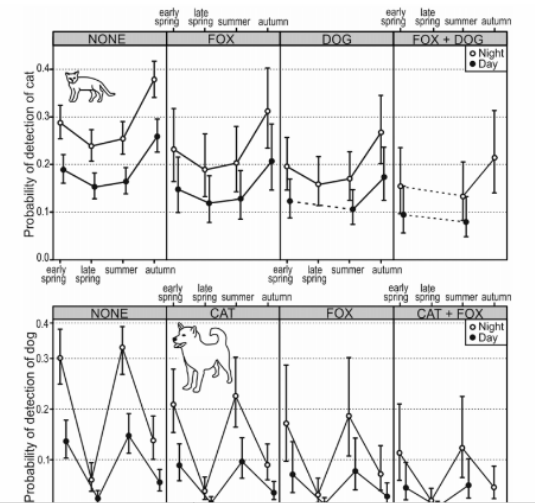 early spring late spring summer autumn early spring late spring summer autumn
NONE FOX DOG FOX + DOG
Night
Day
Probability of detection of cat
0.4
0.3
0.2
0.1
0.0
early spring late spring summer autumn late spring summer early spring late spring summer autumn
early spring late spring summer autumn early spring late spring summer autumn
NONE CAT FOX CAT + FOX
Night
Day
Probability of detection of dog
0.4
0.3
0.2
0.1